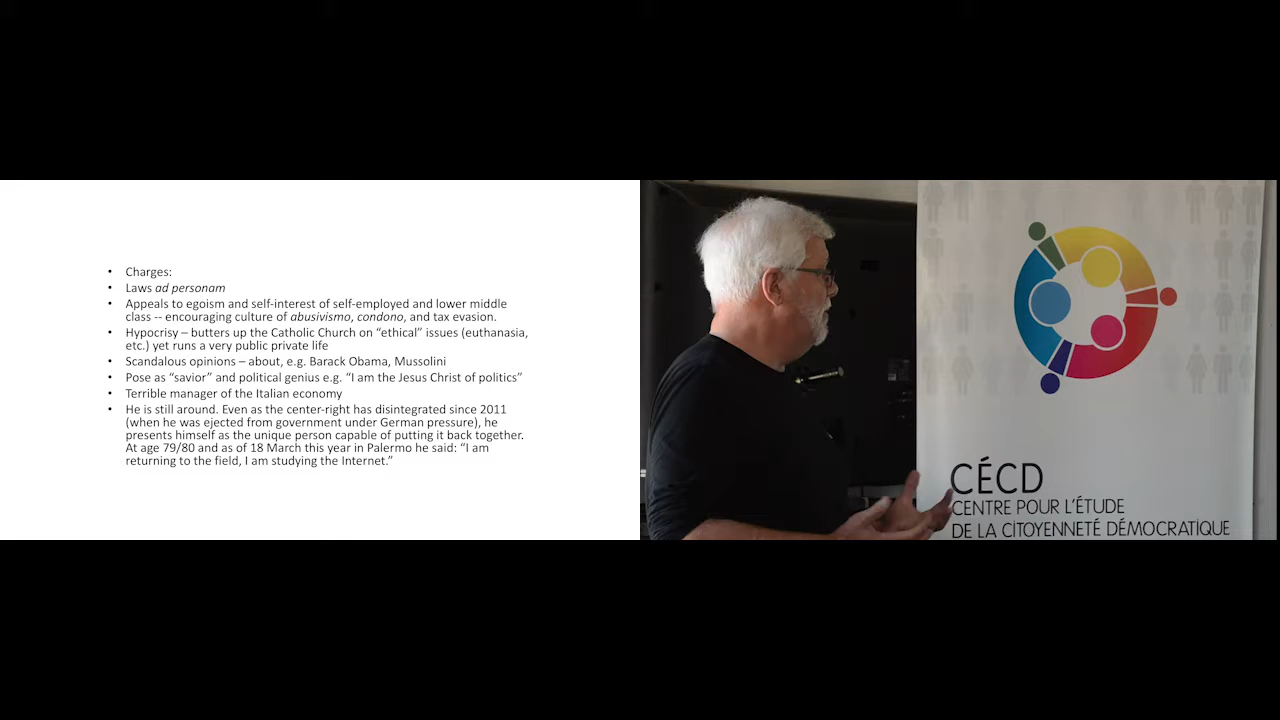 • Charges:
• Laws ad personam
• Appeals to egoism and self-interest of self-employed and lower middle
class -- encouraging culture of abusivismo, condono, and tax evasion.
• Hypocrisy – butters up the Catholic Church on “ethical” issues (euthanasia,
etc.) yet runs a very public private life
• Scandalous opinions – about, e.g. Barack Obama, Mussolini
• Pose as “savior” and political genius e.g. “I am the Jesus Christ of politics”
• Terrible manager of the Italian economy
• He is still around. Even as the center-right has disintegrated since 2011
(when he was ejected from government under German pressure), he
presents himself as the unique person capable of putting it back together.
At age 79/80 and as of 18 March this year in Palermo he said: “I am
returning to the field, I am studying the Internet.”
CÉCD
CENTRE POUR L’ÉTUDE
DE LA CITOYENNETÉ DÉMOCRATIQUE